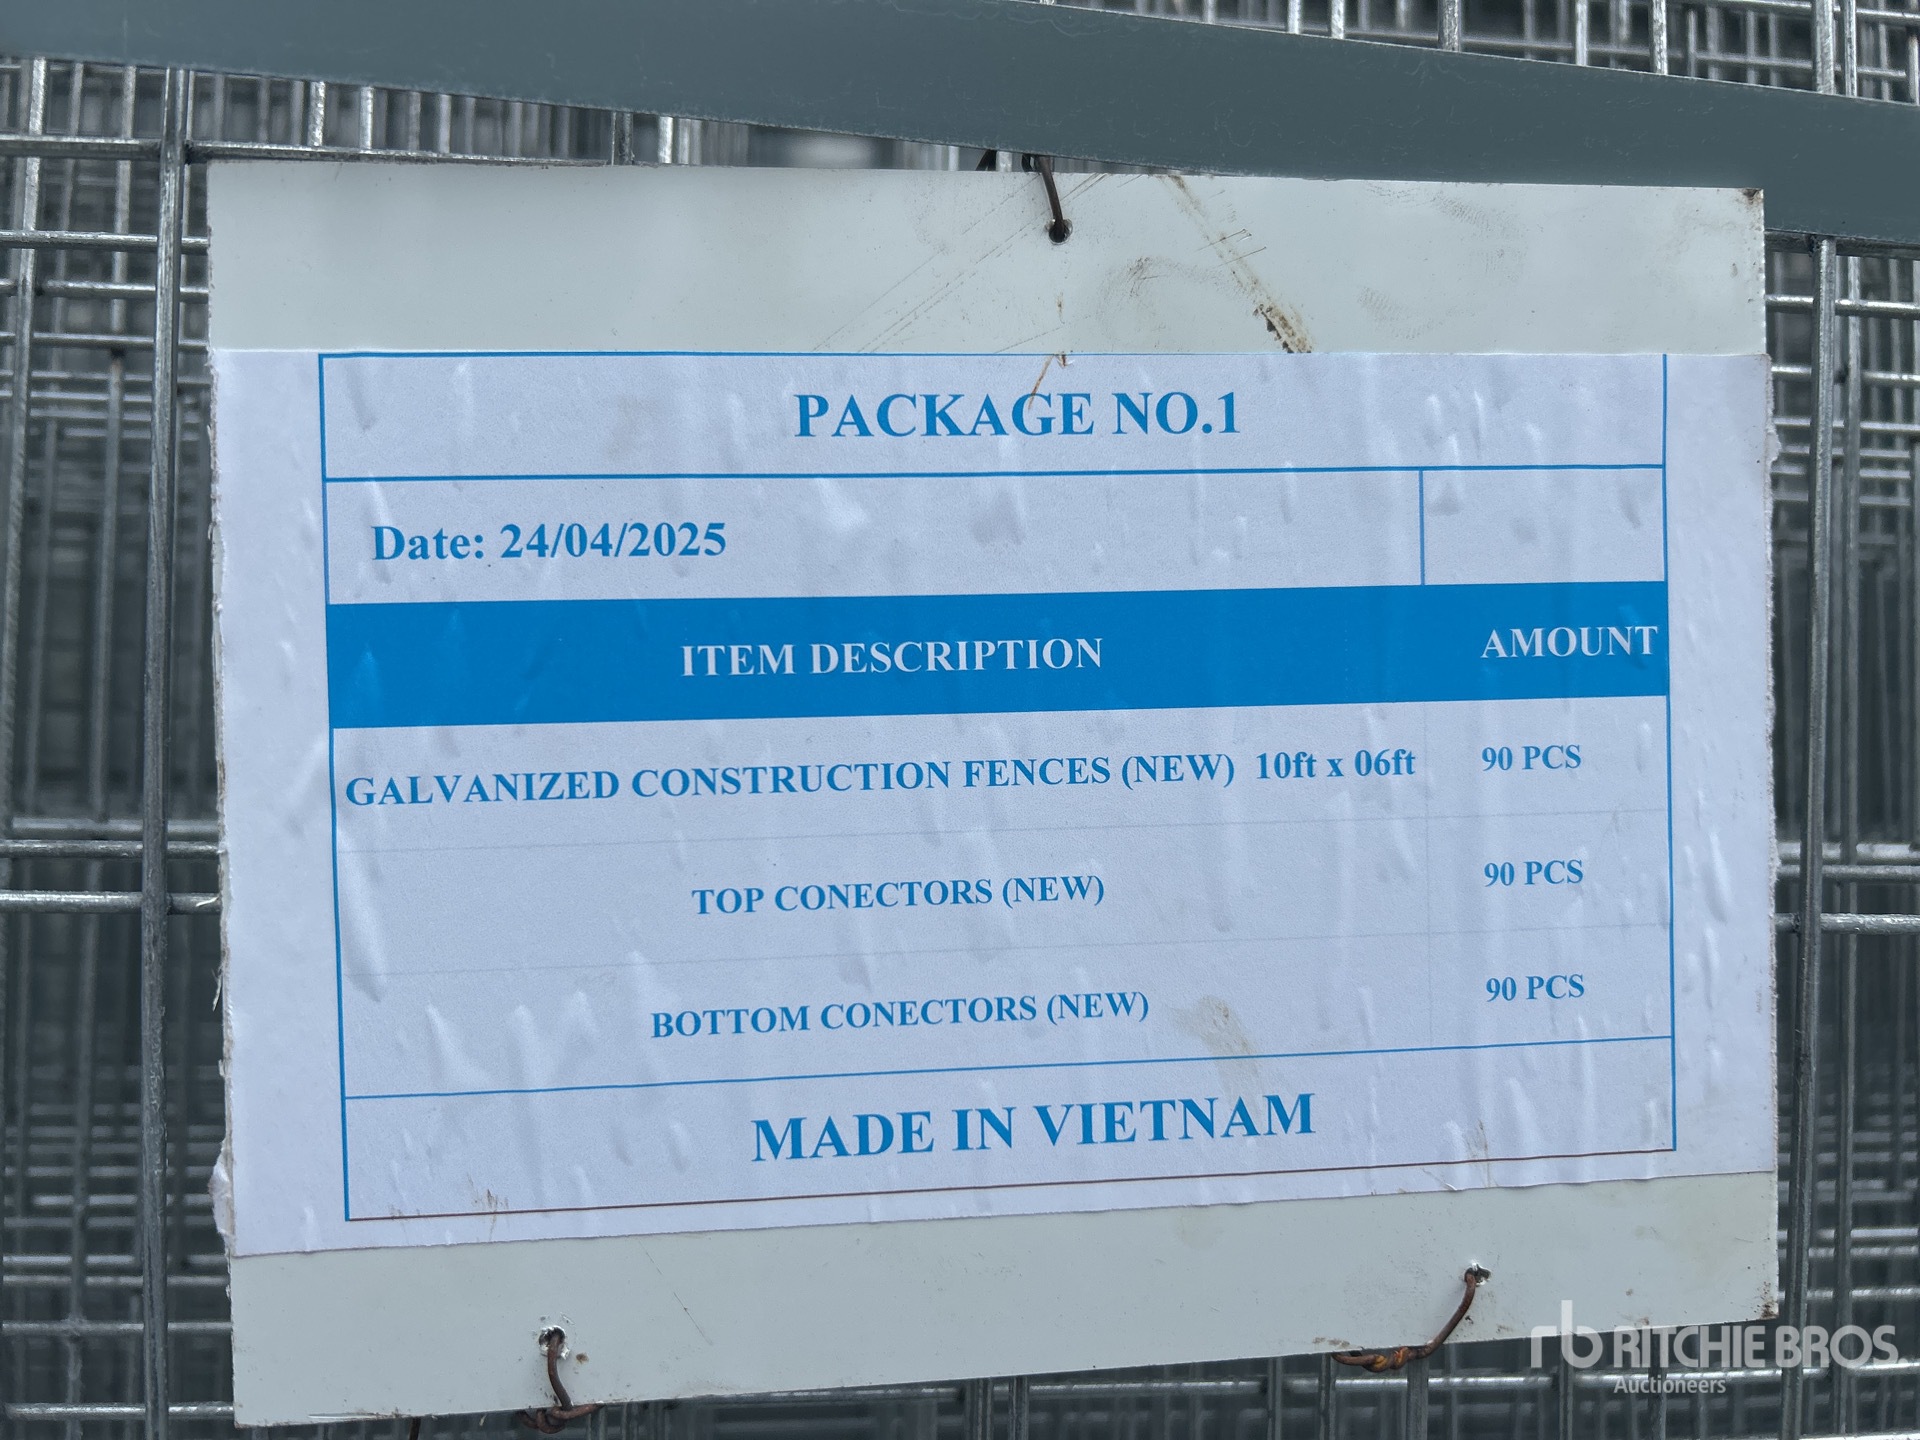 PACKAGE NO.1
Date: 24/04/2025
ITEM DESCRIPTION AMOUNT
GALVANIZED CONSTRUCTION FENCES (NEW) 10ft x 06ft 90 PCS
TOP CONECTORS (NEW) 90 PCS
BOTTOM CONECTORS (NEW) 90 PCS
MADE IN VIETNAM
rb RITCHIE BROS
Auctioneers